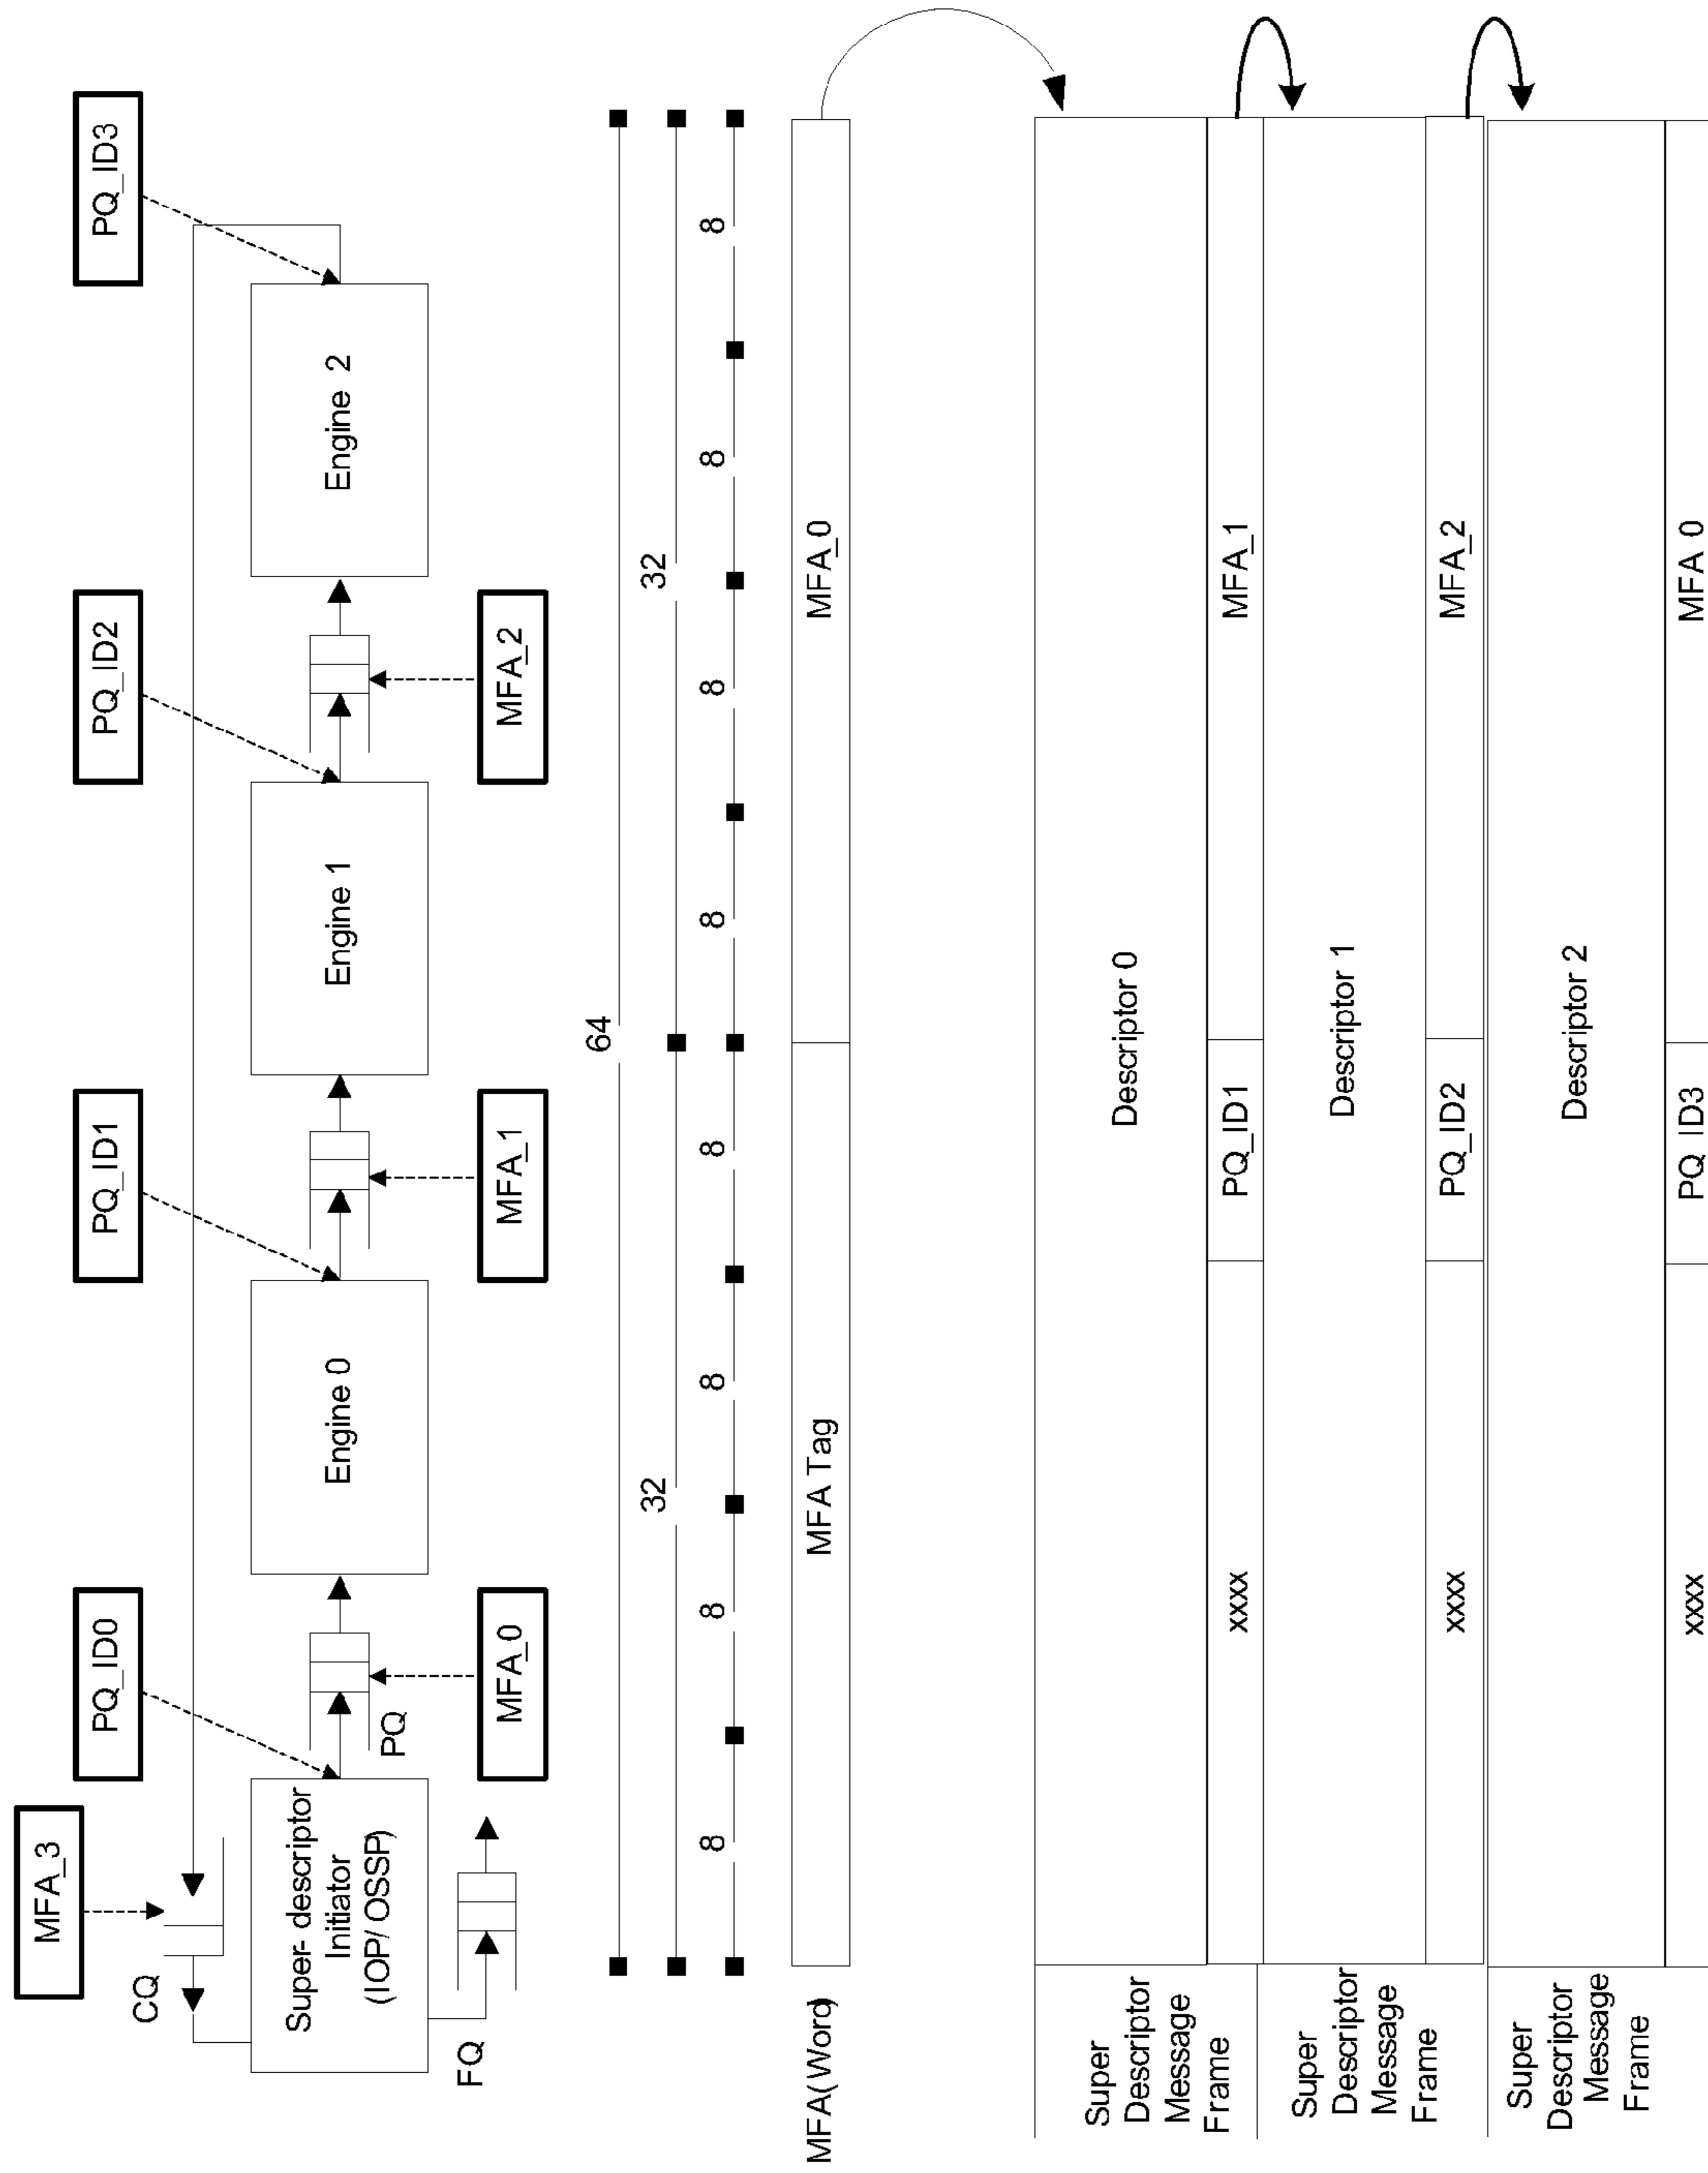 MFA_3
PQ_ID0
PQ_ID1
PQ_ID2
PQ_ID3
CQ
Super- descriptor
Initiator
(IOP/ OSSP)
Engine 0
Engine 1
Engine 2
PQ
FQ
MFA_0
MFA_1
MFA_2
64
32
32
8
8
8
8
8
8
8
8
MFA(Word)
MFA Tag
MFA_0
Super
Descriptor
Message
Frame
Descriptor 0
xxxx
PQ_ID1
MFA_1
Super
Descriptor
Message
Frame
Descriptor 1
xxxx
PQ_ID2
MFA_2
Super
Descriptor
Message
Frame
Descriptor 2
xxxx
PQ_ID3
MFA_0